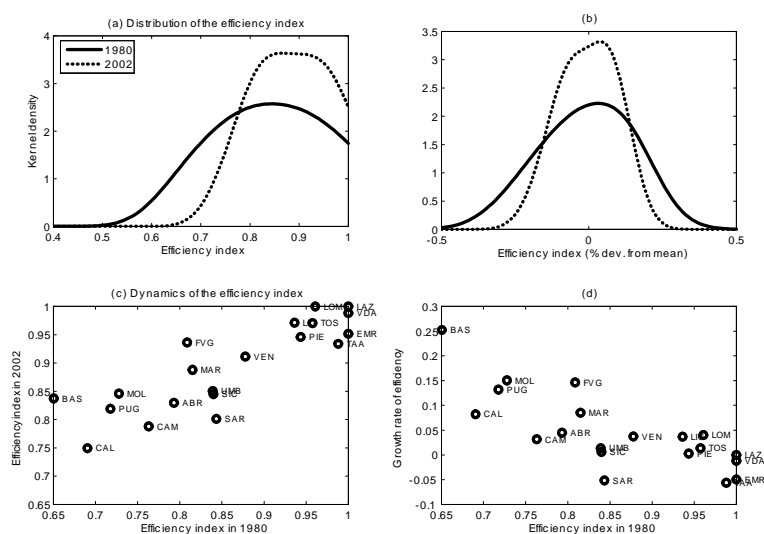 (a) Distribution of the efficiency index
4
3
2
1
0
0.4 0.5 0.6 0.7 0.8 0.9 1
Kernel density
Efficiency index
1980
2002
(b)
3.5
3
2.5
2
1.5
1
0.5
0
-0.5 0 0.5
Efficiency index (% dev. from mean)
(c) Dynamics of the efficiency index
1
0.95
0.9
0.85
0.8
0.75
0.7
0.65
0.65 0.7 0.75 0.8 0.85 0.9 0.95 1
Efficiency index in 2002
Efficiency index in 1980
LOM LAZ
VDA
TOS
EMR
PIE TAA
FVG
VEN
MAR
BAS MOL UMB
SIC
PUG ABR
SAR
CAM
CAL
(d)
0.3
0.25
0.2
0.15
0.1
0.05
0
-0.05
-0.1
0.65 0.7 0.75 0.8 0.85 0.9 0.95 1
Growth rate of efficiency
Efficiency index in 1980
BAS
MOL FVG
PUG
CAL MAR
ABR
CAM VEN LOM
UMB TOS
SIC PIE LAZ
VDA
SAR EMR
TAA